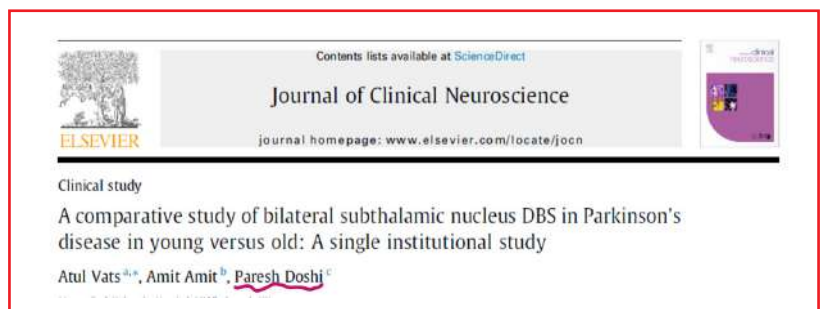 Contents lists available at ScienceDirect
Journal of Clinical Neuroscience
journal homepage: www.elsevier.com/locate/jocn
ELSEVIER
Clinical study
A comparative study of bilateral subthalamic nucleus DBS in Parkinson's
disease in young versus old: A single institutional study
Atul Vats a,*, Amit Amit b, Paresh Doshi c